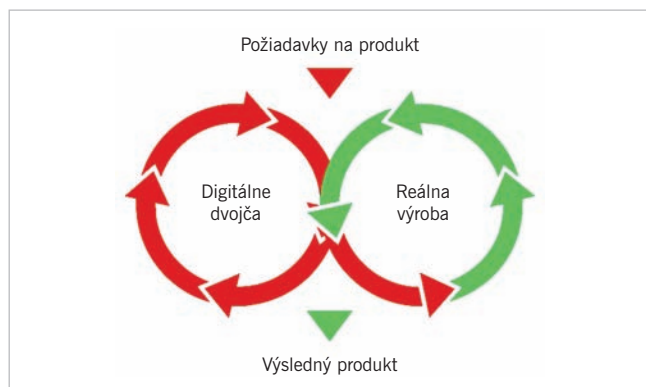 Požiadavky na produkt
Digitálne
dvojča
Reálna
výroba
Výsledný produkt